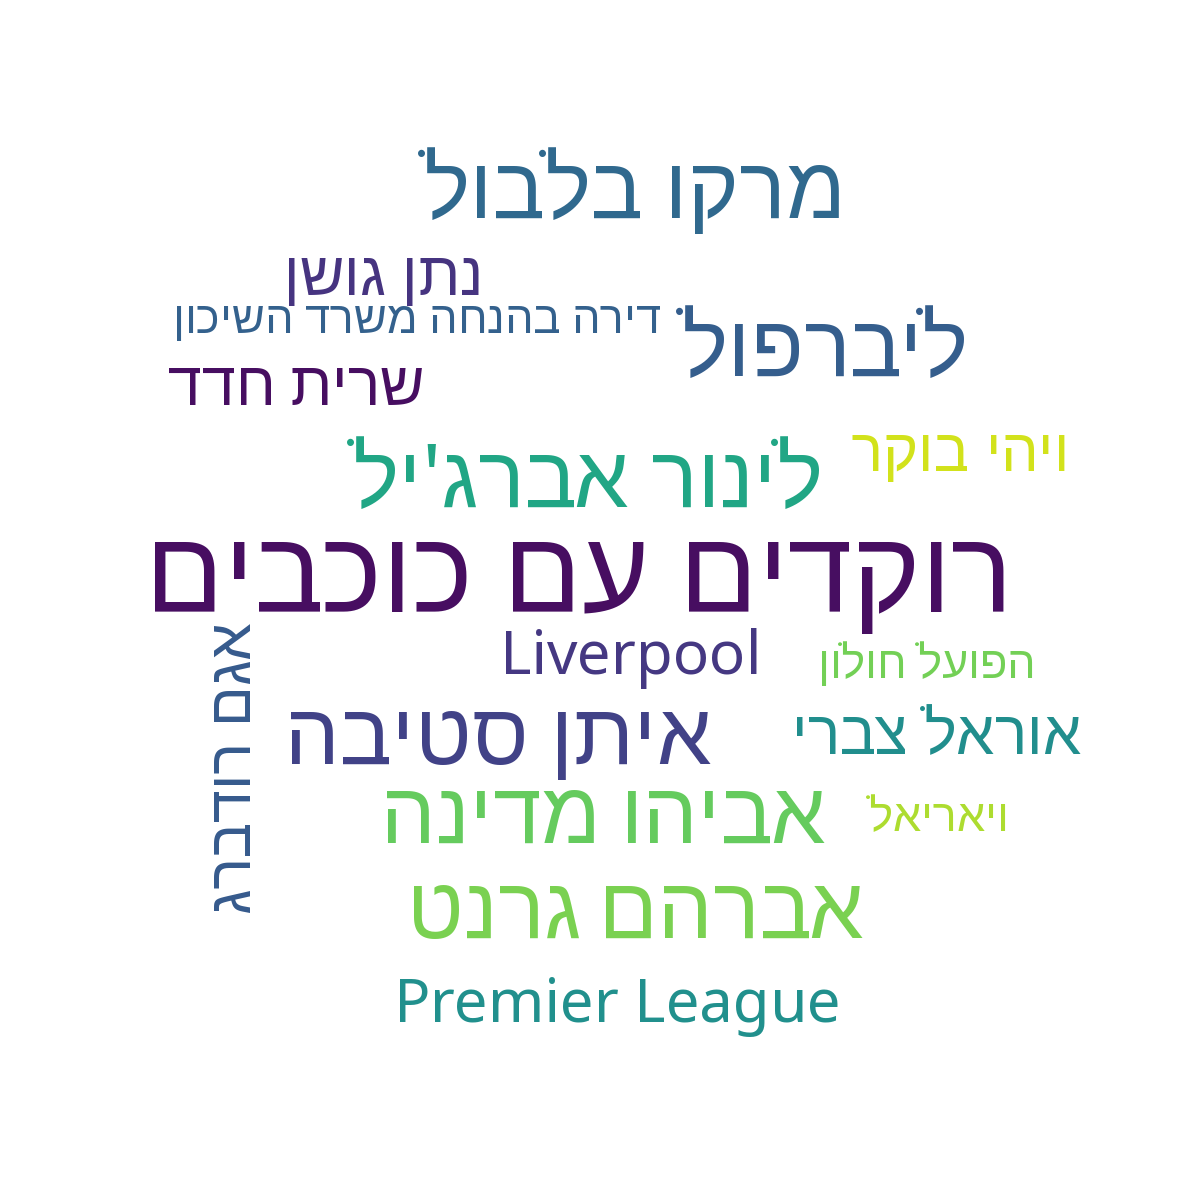 מרקו בלבול
נתן גושן
דירה בהנחה משרד השיכון
ליברפול
שרית חדד
ויהי בוקר
לינור אברג'יל
רוקדים עם כוכבים
Liverpool
הפועל חולון
אגם רודברג
איתן סטיבה
אוראל צברי
אביהו מדינה
ויאריאל
אברהם גרנט
Premier League